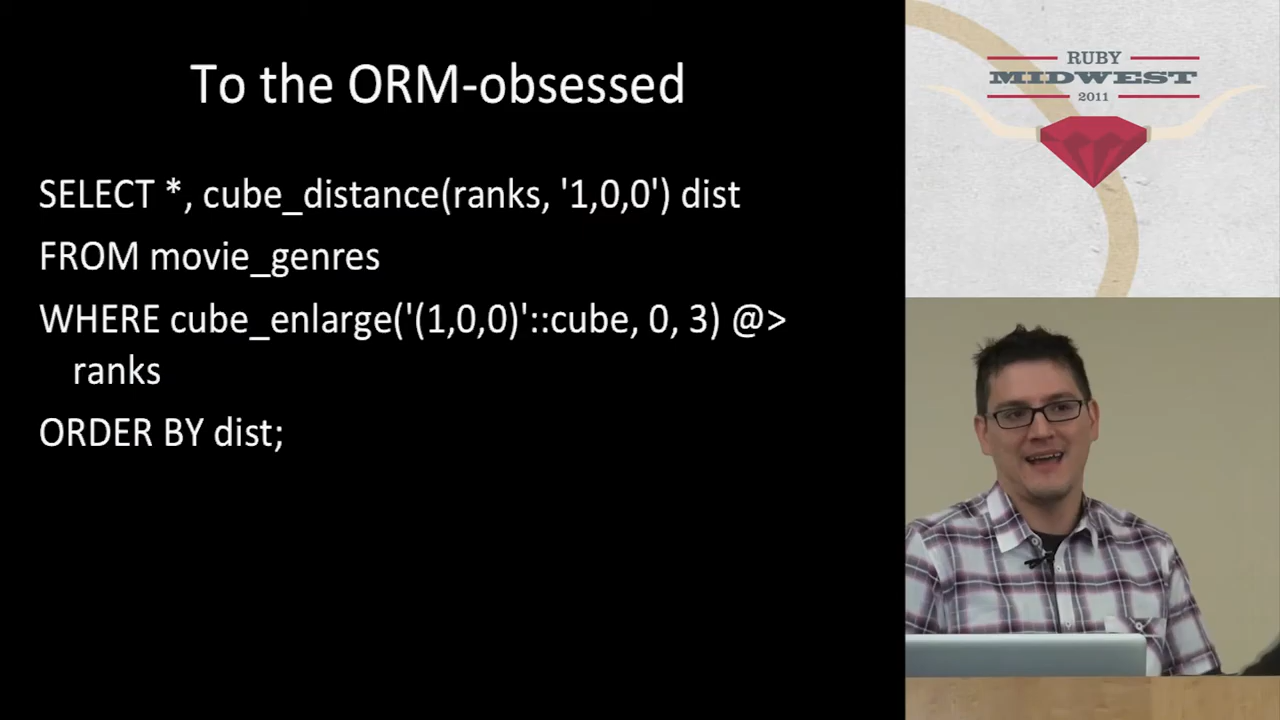 To the ORM-obsessed
SELECT *, cube_distance(ranks, '1,0,0') dist
FROM movie_genres
WHERE cube_enlarge('(1,0,0)'::cube, 0, 3) @>
ranks
ORDER BY dist;
RUBY
MIDWEST
2011